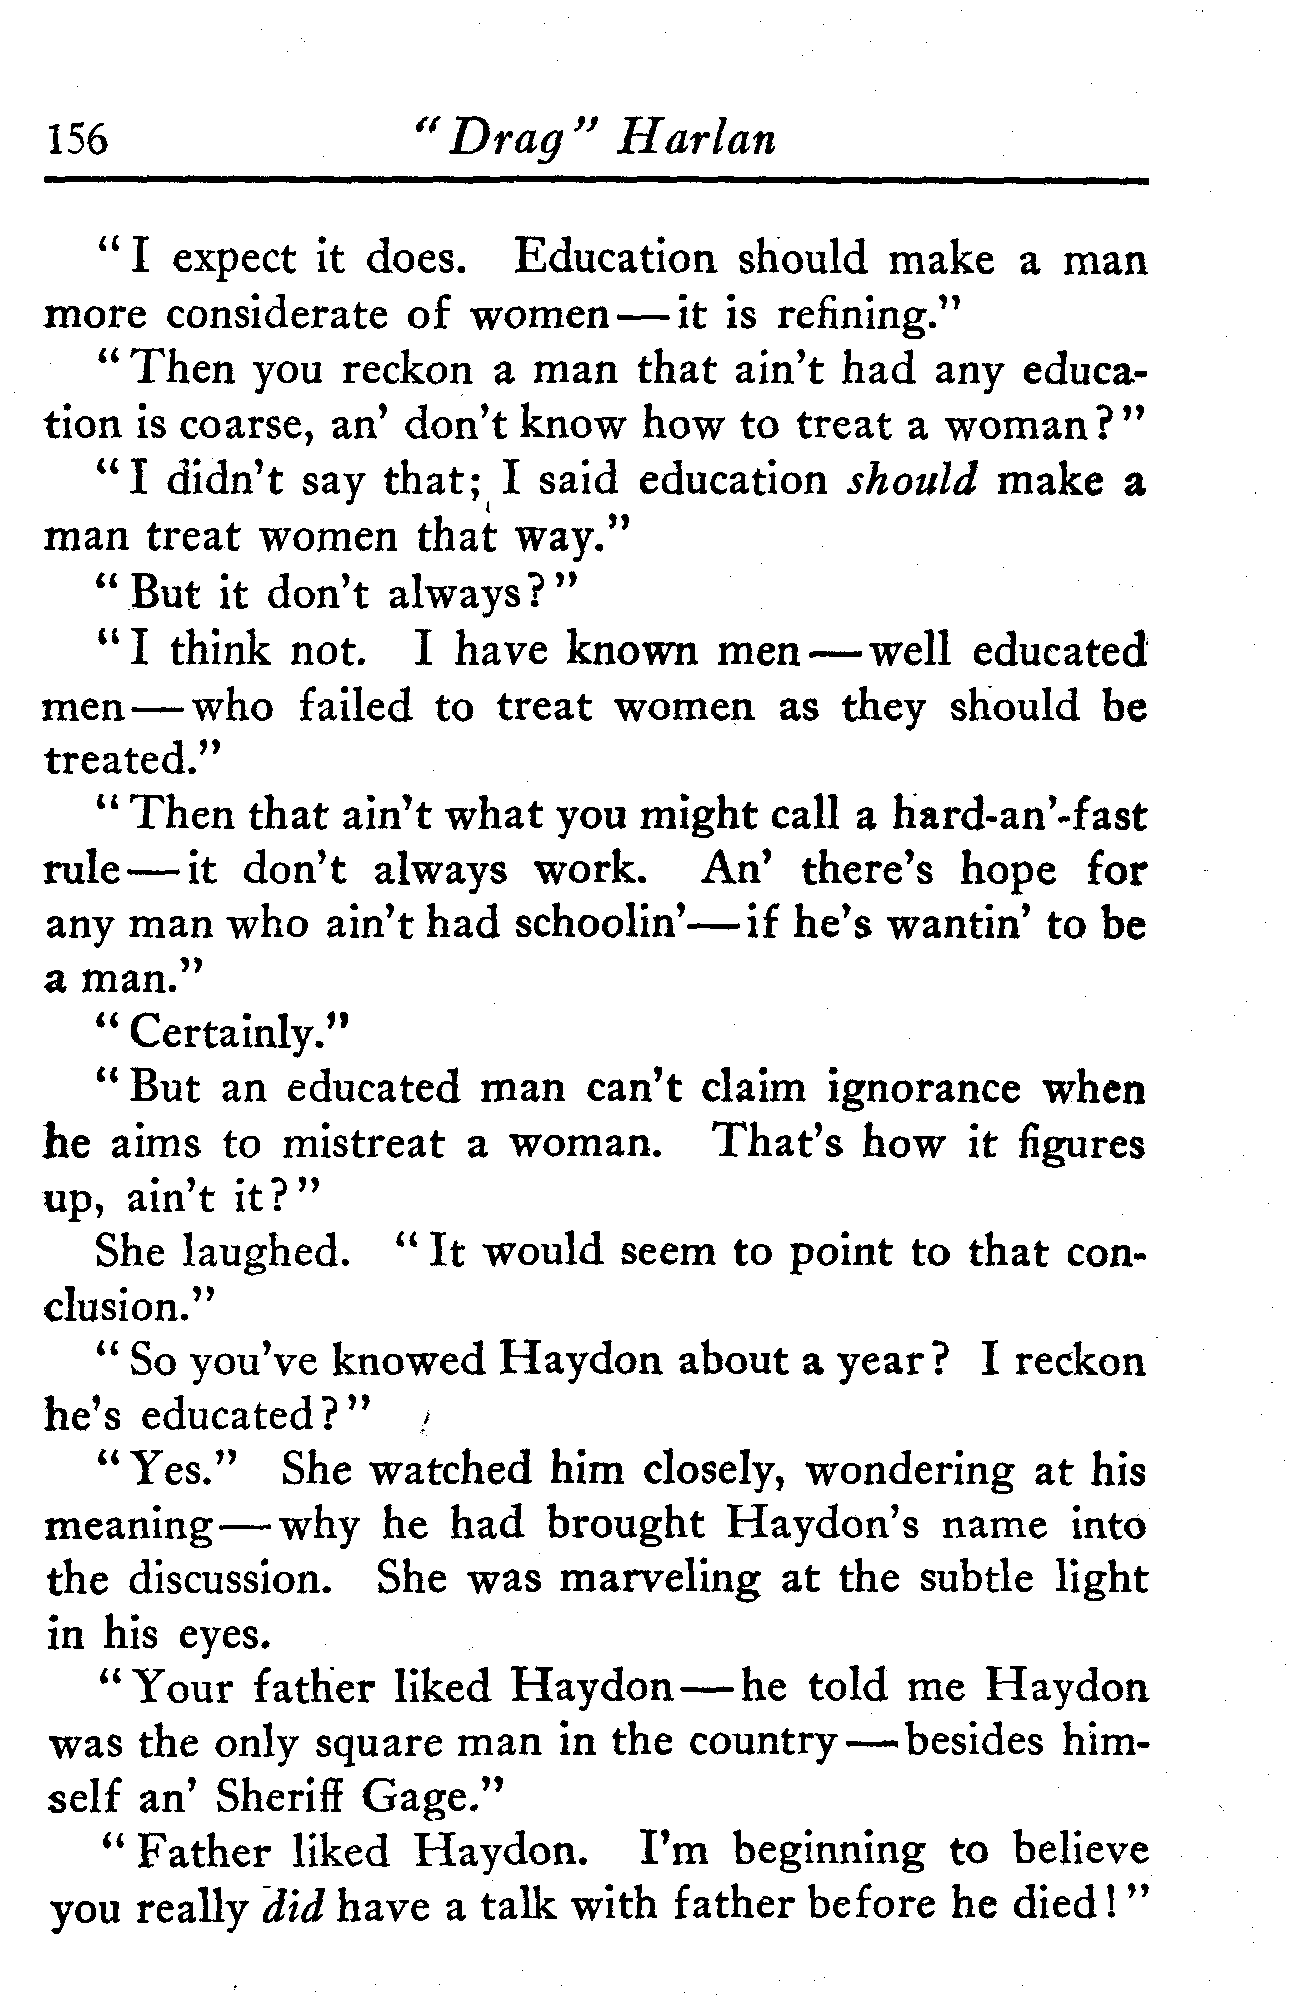 156 "Drag" Harlan
"I expect it does. Education should make a man
more considerate of women—it is refining."
"Then you reckon a man that ain't had any educa-
tion is coarse, an' don't know how to treat a woman?"
"I didn't say that; I said education should make a
man treat women that way."
"But it don't always?"
"I think not. I have known men—well educated
men—who failed to treat women as they should be
treated."
"Then that ain't what you might call a hard-an'-fast
rule—it don't always work. An' there's hope for
any man who ain't had schoolin'—if he's wantin' to be
a man."
"Certainly."
"But an educated man can't claim ignorance when
he aims to mistreat a woman. That's how it figures
up, ain't it?"
She laughed. "It would seem to point to that con-
clusion."
"So you've knowed Haydon about a year? I reckon
he's educated?"
"Yes." She watched him closely, wondering at his
meaning—why he had brought Haydon's name into
the discussion. She was marveling at the subtle light
in his eyes.
"Your father liked Haydon—he told me Haydon
was the only square man in the country—besides him-
self an' Sheriff Gage."
"Father liked Haydon. I'm beginning to believe
you really did have a talk with father before he died!"